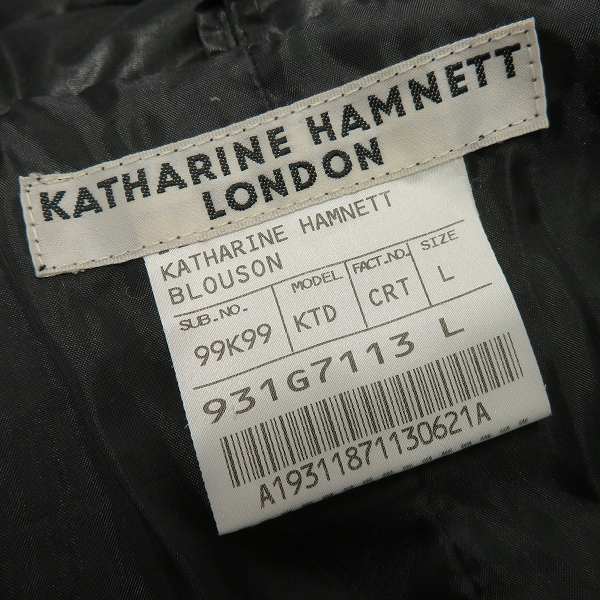 KATHARINE HAMNETT
LONDON
KATHARINE HAMNETT
BLOUSON
SUB.NO. MODEL FACT.NO. SIZE
99K99 KTD CRT L
931G7113 L
A19311871130621A